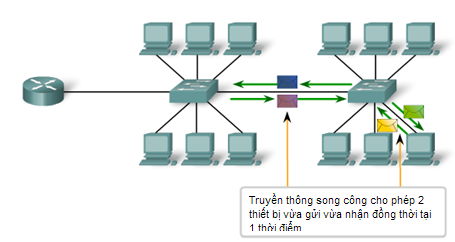 Truyền thông song công cho phép 2
thiết bị vừa gửi vừa nhận đồng thời tại
1 thời điểm